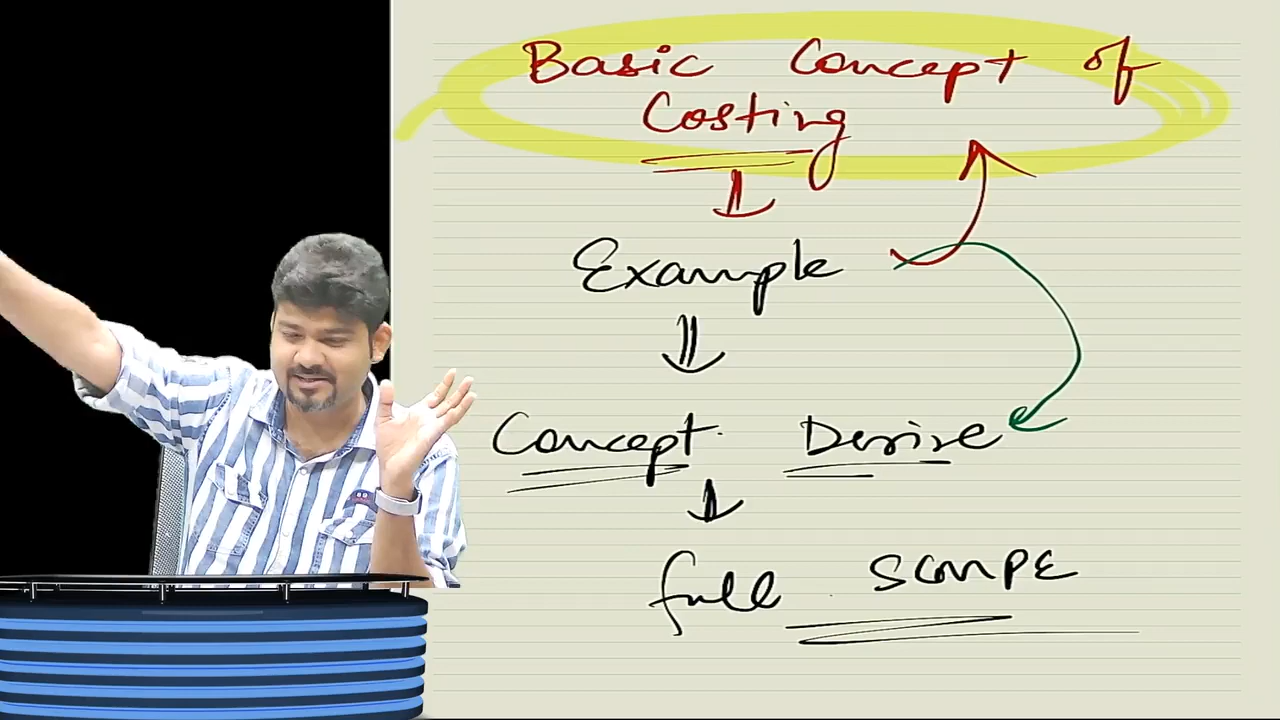 Basic Concept of
Costing
Example
Concept Derive
full scope